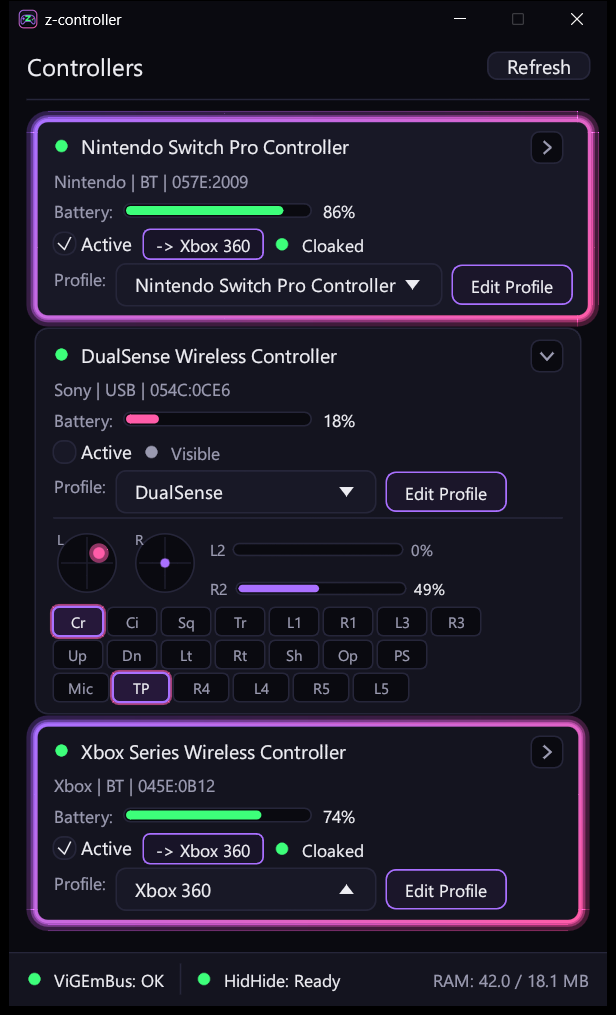 z-controller
Controllers
Refresh
Nintendo Switch Pro Controller
Nintendo | BT | 057E:2009
Battery: 86%
Active -> Xbox 360 Cloaked
Profile: Nintendo Switch Pro Controller Edit Profile
DualSense Wireless Controller
Sony | USB | 054C:0CE6
Battery: 18%
Active Visible
Profile: DualSense Edit Profile
L R L2 0%
R2 49%
Cr Ci Sq Tr L1 R1 L3 R3
Up Dn Lt Rt Sh Op PS
Mic TP R4 L4 R5 L5
Xbox Series Wireless Controller
Xbox | BT | 045E:0B12
Battery: 74%
Active -> Xbox 360 Cloaked
Profile: Xbox 360 Edit Profile
ViGEmBus: OK HidHide: Ready RAM: 42.0 / 18.1 MB